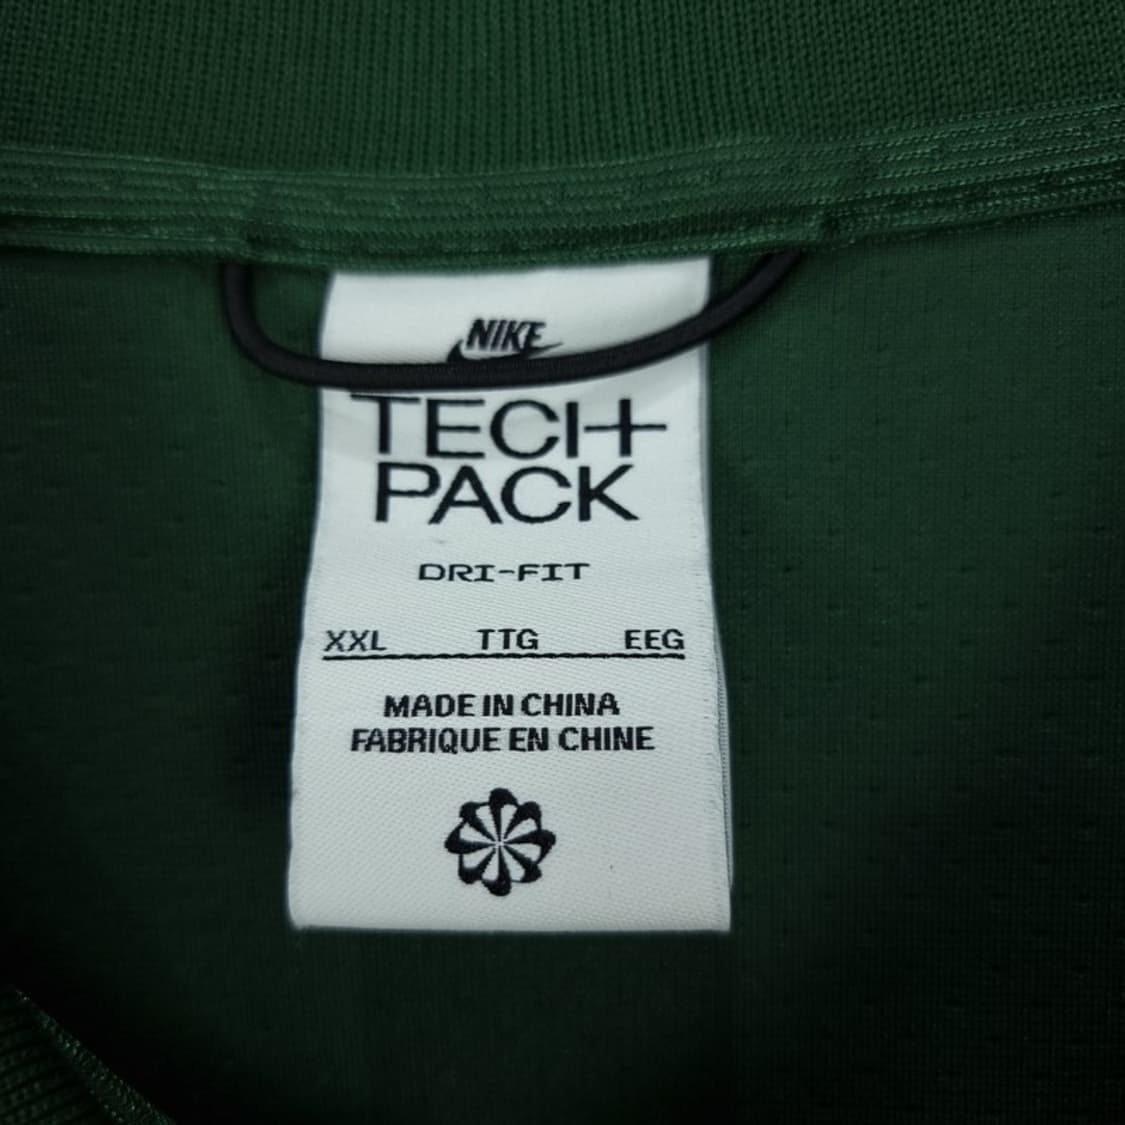 NIKE
TECH
PACK
DRI-FIT
XXL TTG EEG
MADE IN CHINA
FABRIQUE EN CHINE